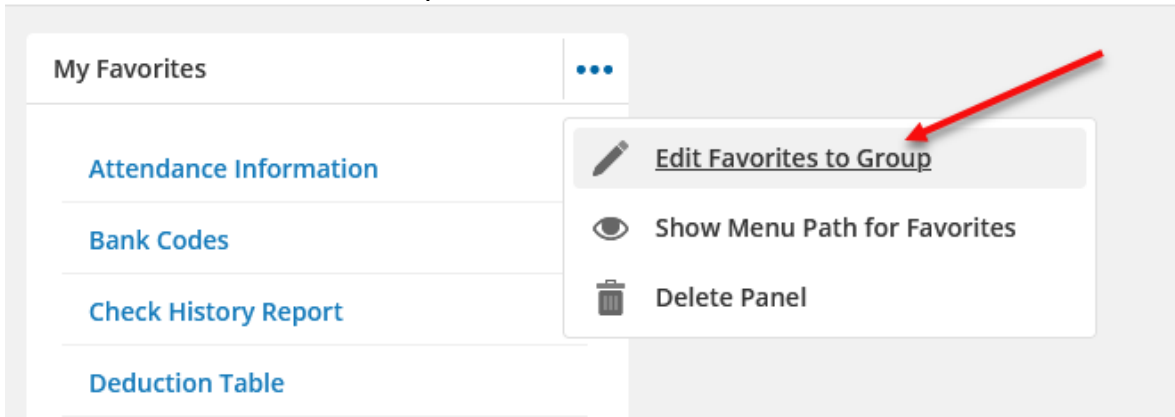 My Favorites
Attendance Information
Bank Codes
Check History Report
Deduction Table
Edit Favorites to Group
Show Menu Path for Favorites
Delete Panel